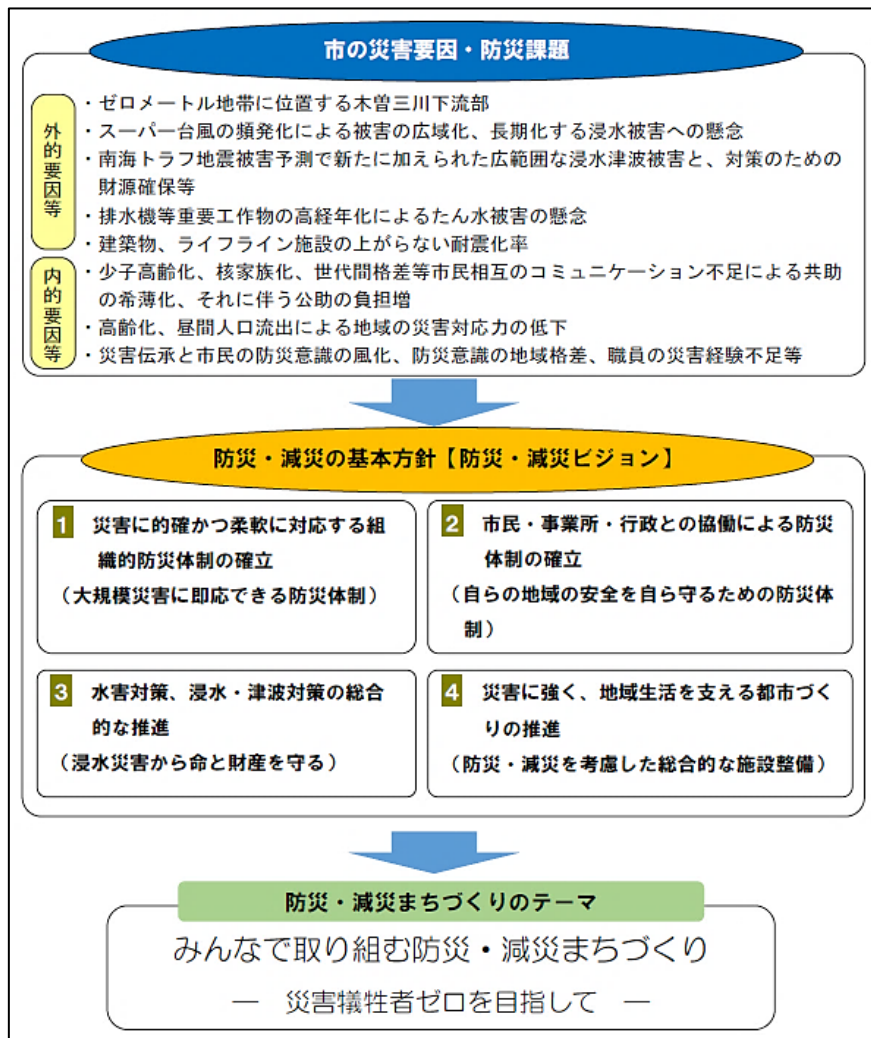 市の災害要因・防災課題
外的要因等
・ゼロメートル地帯に位置する木曽三川下流部
・スーパー台風の頻発化による被害の広域化、長期化する浸水被害への懸念
・南海トラフ地震被害予測で新たに加えられた広範囲な浸水津波被害と、対策のための
財源確保等
・排水機等重要工作物の高経年化によるたん水被害の懸念
・建築物、ライフライン施設の上がらない耐震化率
内的要因等
・少子高齢化、核家族化、世代間格差等市民相互のコミュニケーション不足による共助
の希薄化、それに伴う公助の負担増
・高齢化、昼間人口流出による地域の災害対応力の低下
・災害伝承と市民の防災意識の風化、防災意識の地域格差、職員の災害経験不足等
防災・減災の基本方針【防災・減災ビジョン】
1 災害に的確かつ柔軟に対応する組
織的防災体制の確立
（大規模災害に即応できる防災体制）
2 市民・事業所・行政との協働による防災
体制の確立
（自らの地域の安全を自ら守るための防災体
制）
3 水害対策、浸水・津波対策の総合
的な推進
（浸水災害から命と財産を守る）
4 災害に強く、地域生活を支える都市づ
くりの推進
（防災・減災を考慮した総合的な施設整備）
防災・減災まちづくりのテーマ
みんなで取り組む防災・減災まちづくり
― 災害犠牲者ゼロを目指して ―